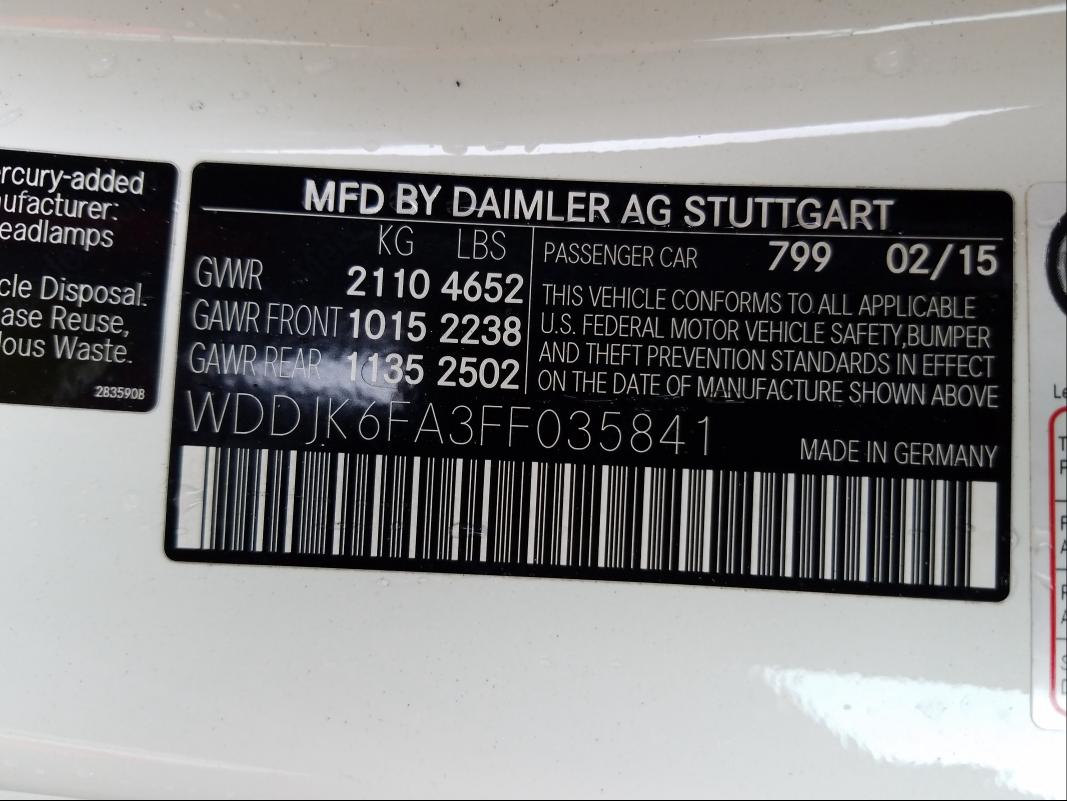 rcury-added
ufacturer:
eadlamps
cle Disposal.
ase Reuse,
dous Waste.
2835908
MFD BY DAIMLER AG STUTTGART
KG LBS
GVWR 2110 4652
GAWR FRONT 1015 2238
GAWR REAR 1135 2502
PASSENGER CAR 799 02/15
THIS VEHICLE CONFORMS TO ALL APPLICABLE
U.S. FEDERAL MOTOR VEHICLE SAFETY,BUMPER
AND THEFT PREVENTION STANDARDS IN EFFECT
ON THE DATE OF MANUFACTURE SHOWN ABOVE
WDDJK6FA3FF035841
MADE IN GERMANY